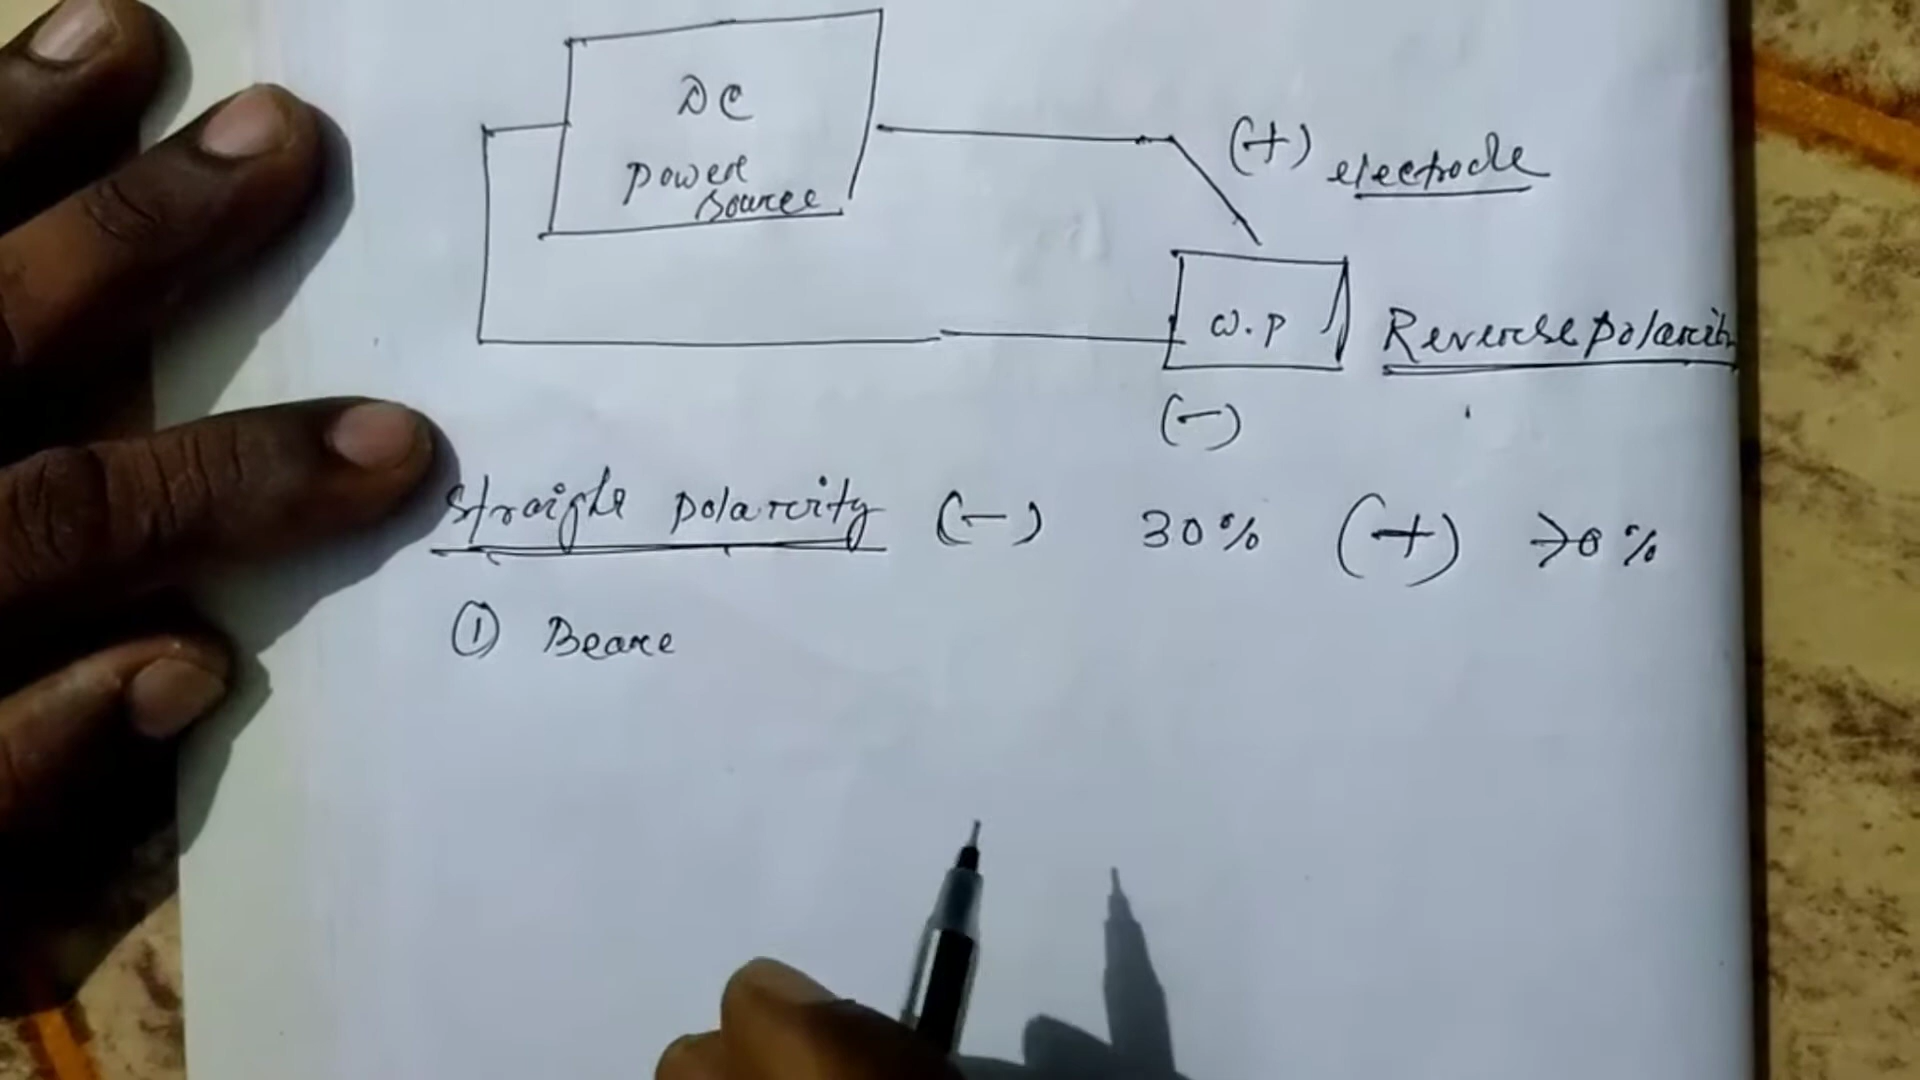 DC
power
source
(+) electrode
w.p
Reverse polarity
(-)
straight polarity (-) 30% (+) 70%
① Beare